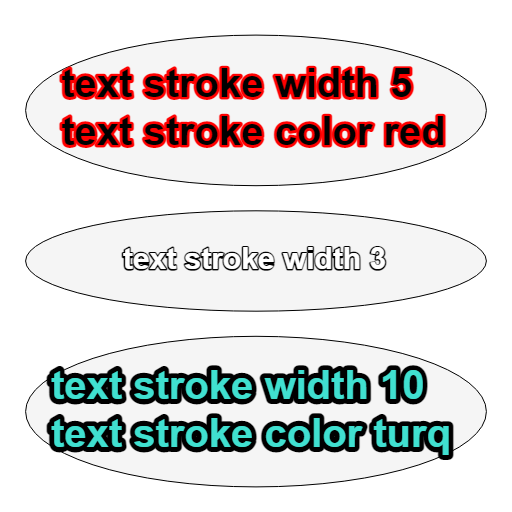 text stroke width 5
text stroke color red
text stroke width 3
text stroke width 10
text stroke color turq